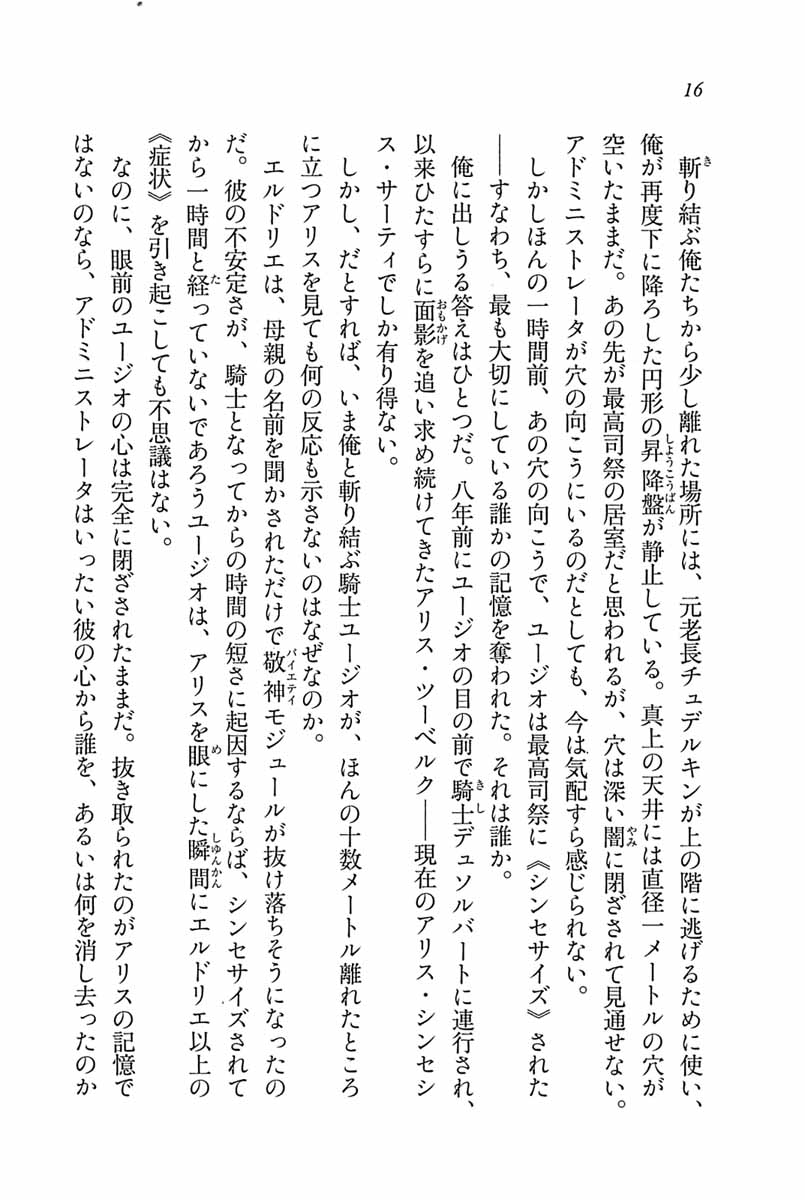 16
斬り結ぶ俺たちから少し離れた場所には、元老長チュデルキンが上の階に逃げるために使い、
俺が再度下に降ろした円形の昇降盤が静止している。真上の天井には直径一メートルの穴が
空いたままだ。あの先が最高司祭の居室だと思われるが、穴は深い闇に閉ざされて見通せない。
アドミニストレータが穴の向こうにいるのだとしても、今は気配すら感じられない。
しかしほんの一時間前、あの穴の向こうで、ユージオは最高司祭に《シンセサイズ》された
――すなわち、最も大切にしている誰かの記憶を奪われた。それは誰か。
俺に出しうる答えはひとつだ。八年前にユージオの目の前で騎士デュソルバートに連行され、
以来ひたすらに面影を追い求め続けてきたアリス・ツーベルク――現在のアリス・シンセシ
ス・サーティでしか有り得ない。
しかし、だとすれば、いま俺と斬り結ぶ騎士ユージオが、ほんの十数メートル離れたところ
に立つアリスを見ても何の反応も示さないのはなぜなのか。
エルドリエは、母親の名前を聞かされただけで敬神モジュールが抜け落ちそうになったの
だ。彼の不安定さが、騎士となってからの時間の短さに起因するならば、シンセサイズされて
から一時間と経っていないであろうユージオは、アリスを眼にした瞬間にエルドリエ以上の
《症状》を引き起こしても不思議はない。
なのに、眼前のユージオの心は完全に閉ざされたままだ。抜き取られたのがアリスの記憶で
はないのなら、アドミニストレータはいったい彼の心から誰を、あるいは何を消し去ったのか